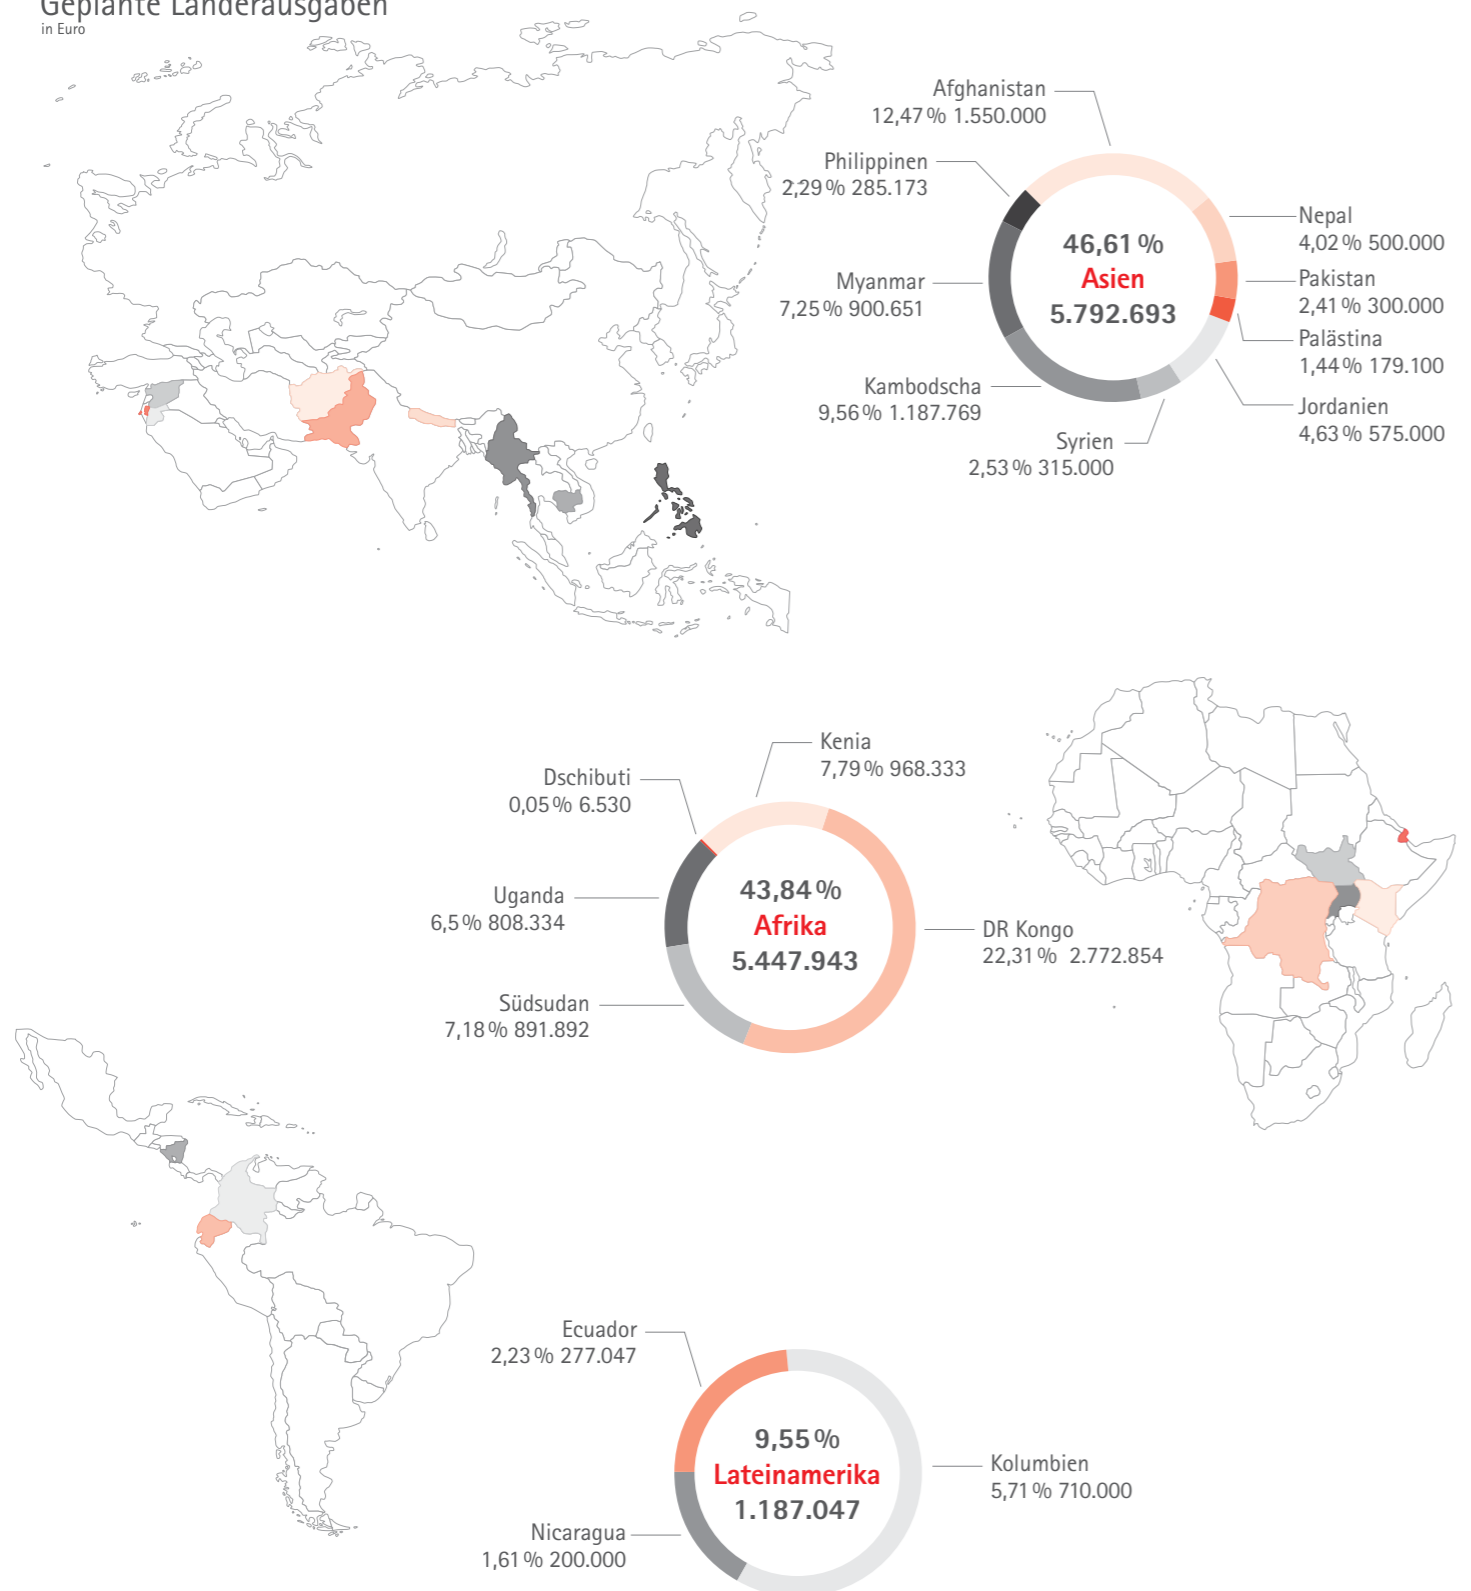 Geplante Länderausgaben
in Euro
Afghanistan
12,47 % 1.550.000
Philippinen
2,29 % 285.173
Nepal
4,02 % 500.000
46,61 %
Asien
5.792.693
Myanmar
7,25 % 900.651
Pakistan
2,41 % 300.000
Palästina
1,44 % 179.100
Kambodscha
9,56 % 1.187.769
Jordanien
4,63 % 575.000
Syrien
2,53 % 315.000
Kenia
7,79 % 968.333
Dschibuti
0,05 % 6.530
Uganda
6,5 % 808.334
43,84 %
Afrika
5.447.943
DR Kongo
22,31 % 2.772.854
Südsudan
7,18 % 891.892
Ecuador
2,23 % 277.047
9,55 %
Lateinamerika
1.187.047
Kolumbien
5,71 % 710.000
Nicaragua
1,61 % 200.000